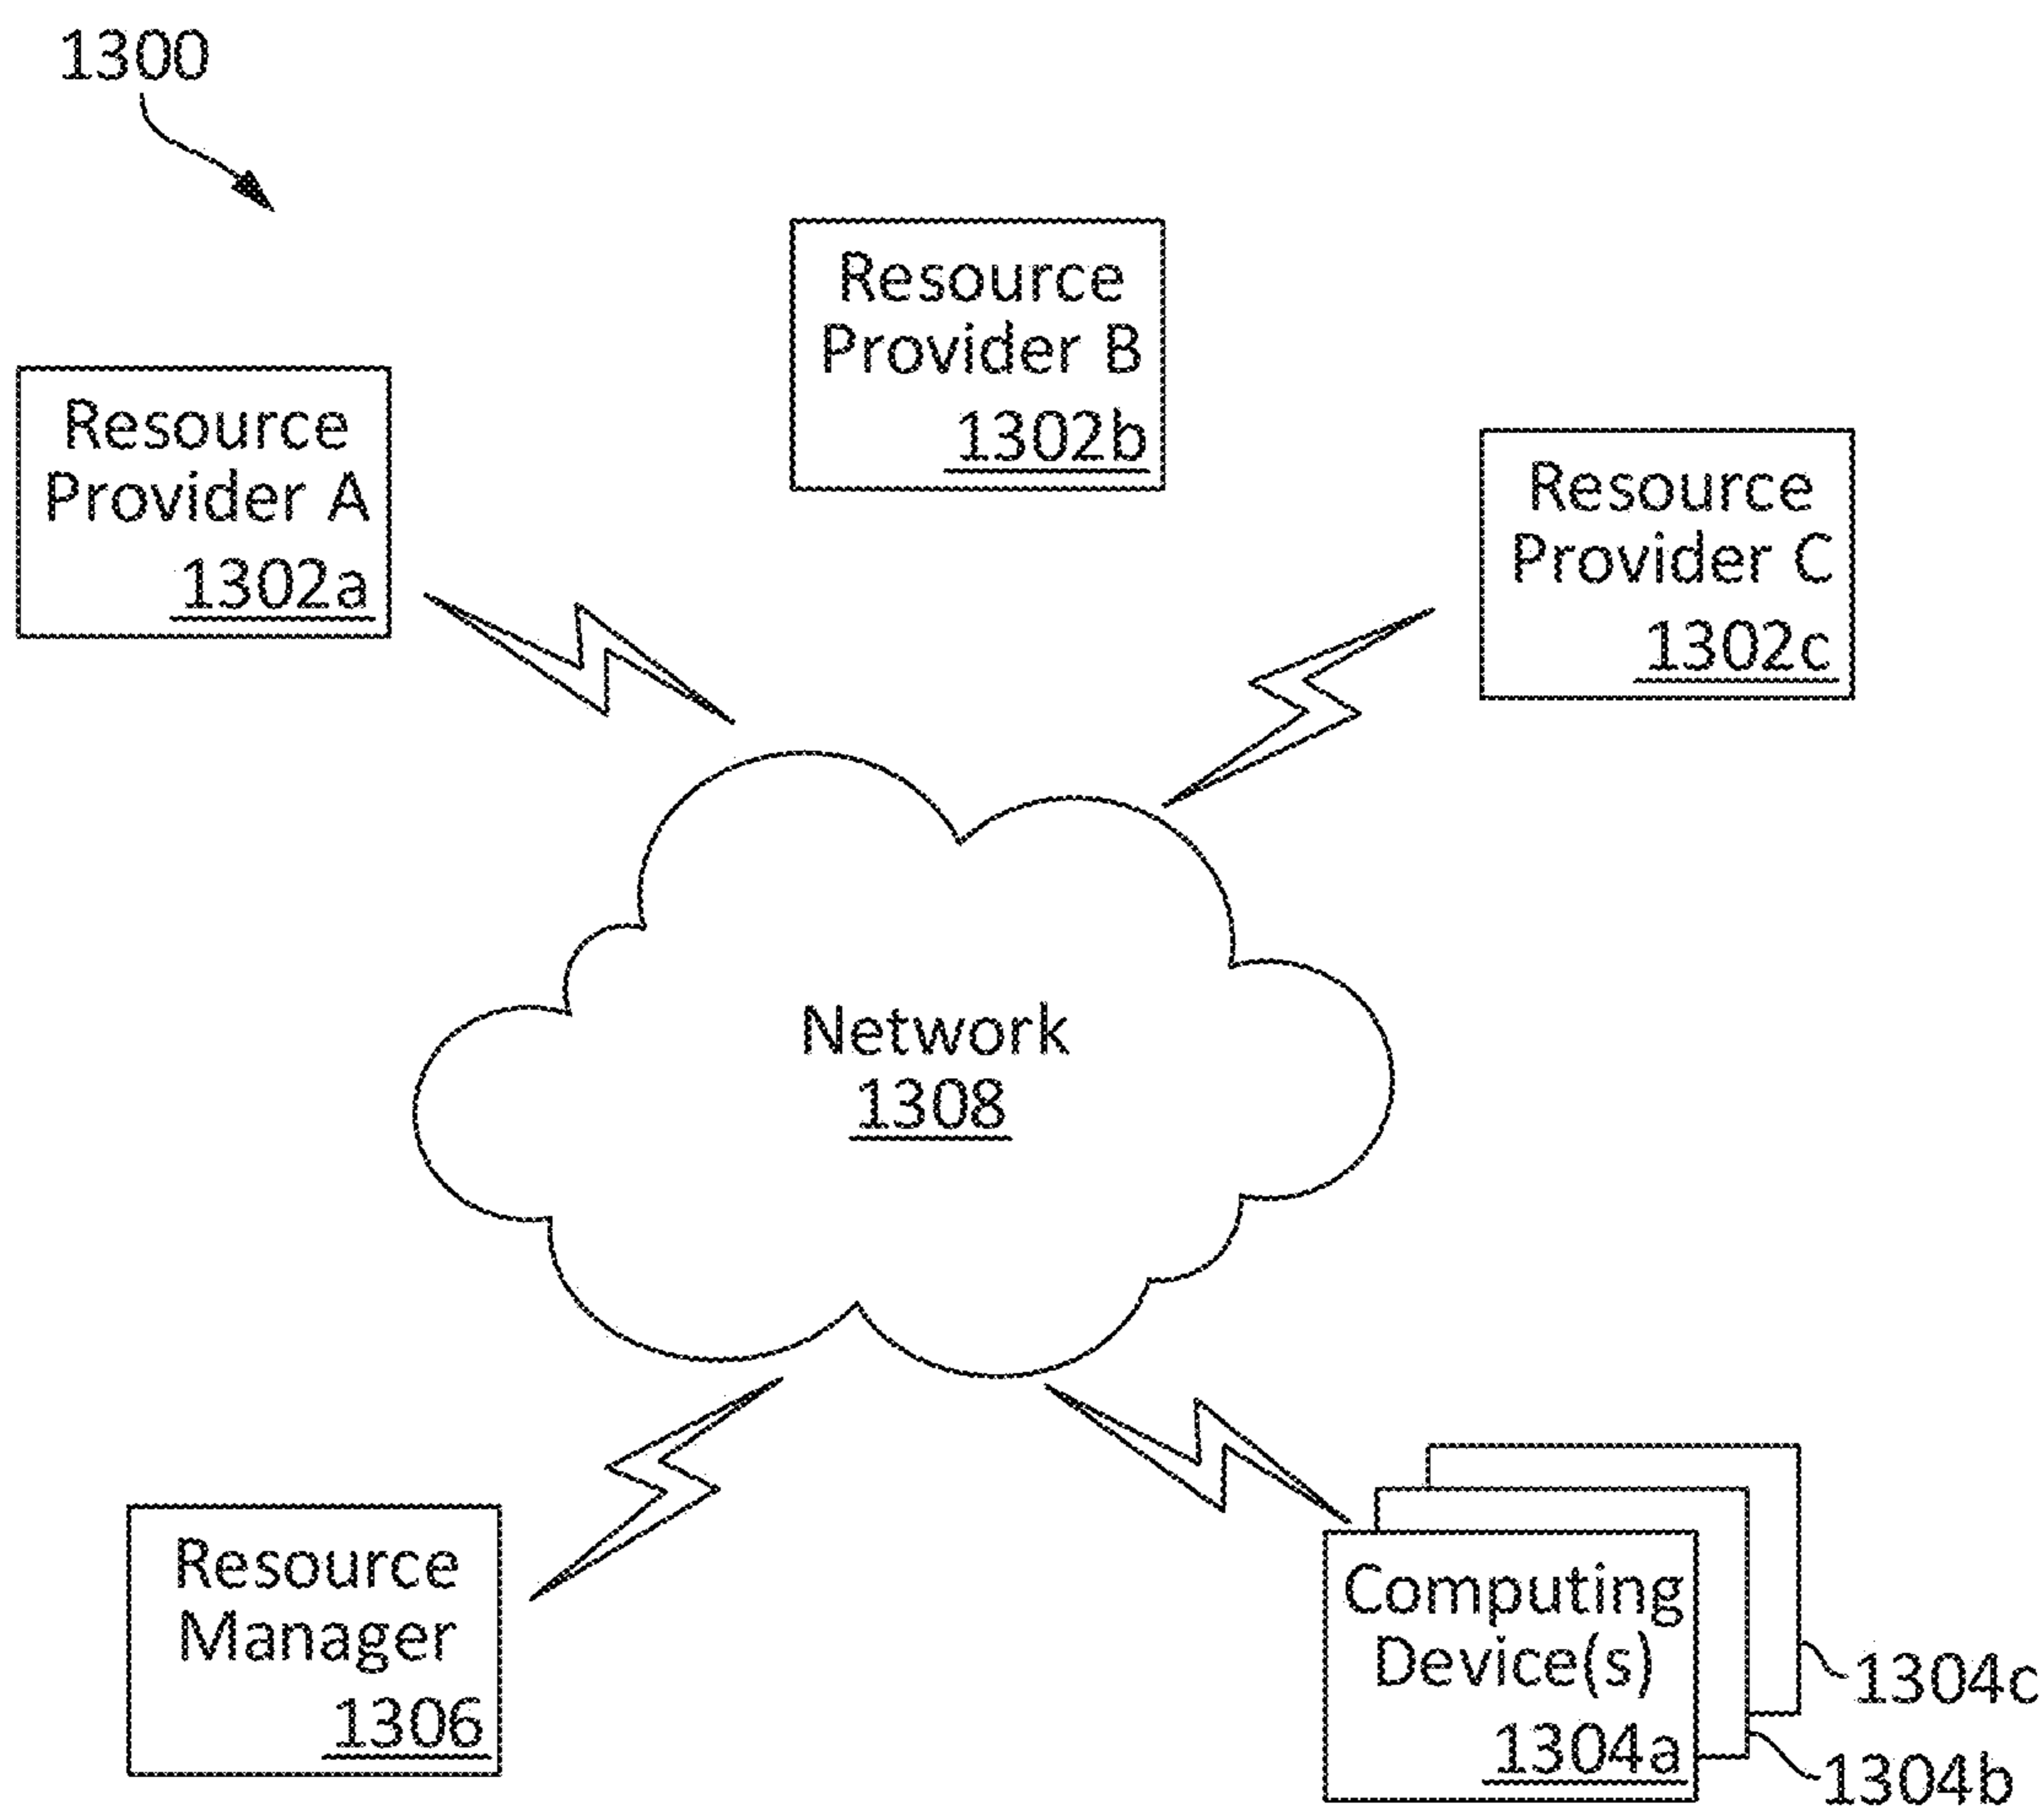 1300
Resource
Provider B
1302b
Resource
Provider A
1302a
Resource
Provider C
1302c
Network
1308
Resource
Manager
1306
Computing
Device(s)
1304a
1304c
1304b